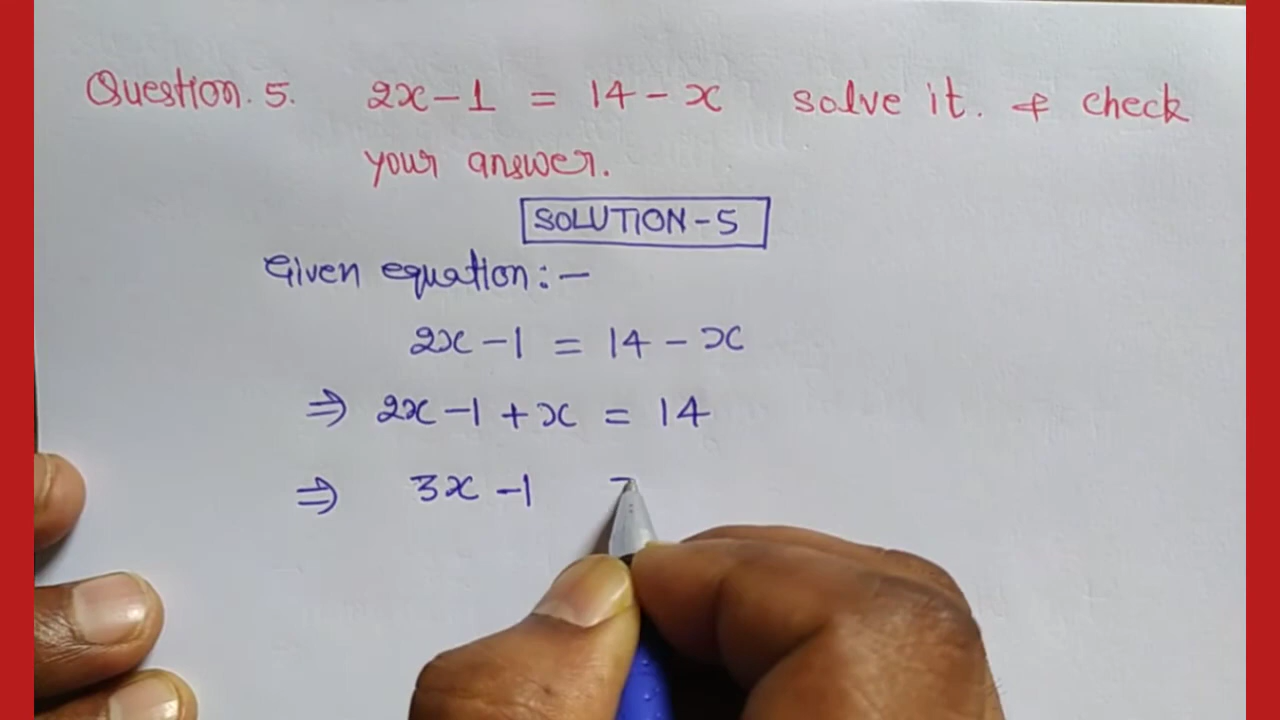 Question. 5. 2x - 1 = 14 - x solve it. & check
your answer.
SOLUTION - 5
Given equation : —
2x - 1 = 14 - x
⇒ 2x - 1 + x = 14
⇒ 3x - 1